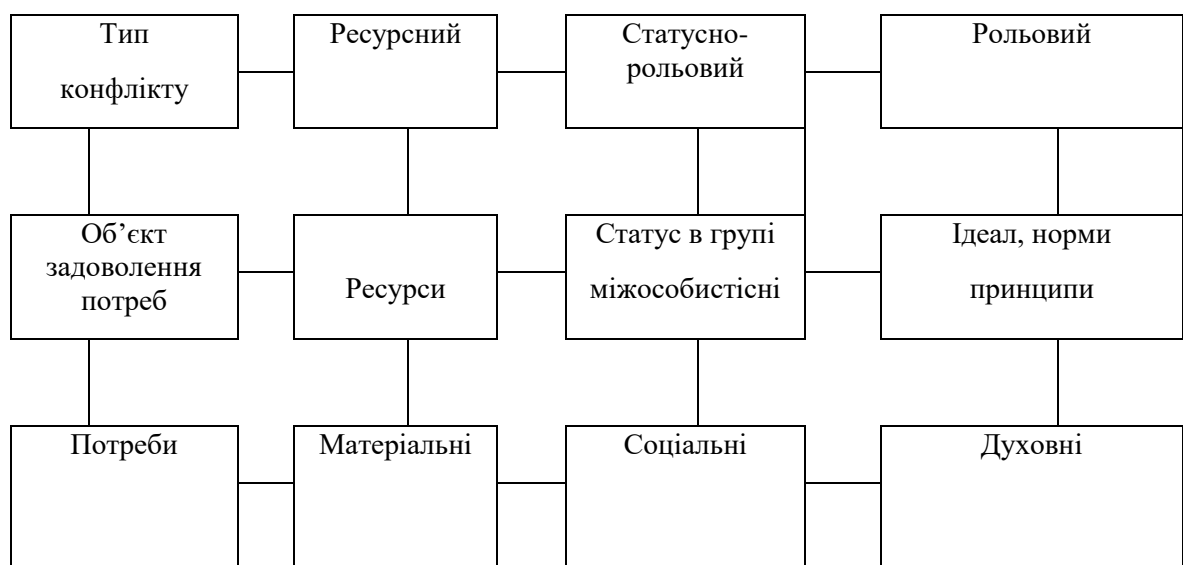 Тип
конфлікту
Ресурсний
Статусно-
рольовий
Рольовий
Об’єкт
задоволення
потреб
Ресурси
Статус в групі
міжособистісні
Ідеал, норми
принципи
Потреби
Матеріальні
Соціальні
Духовні